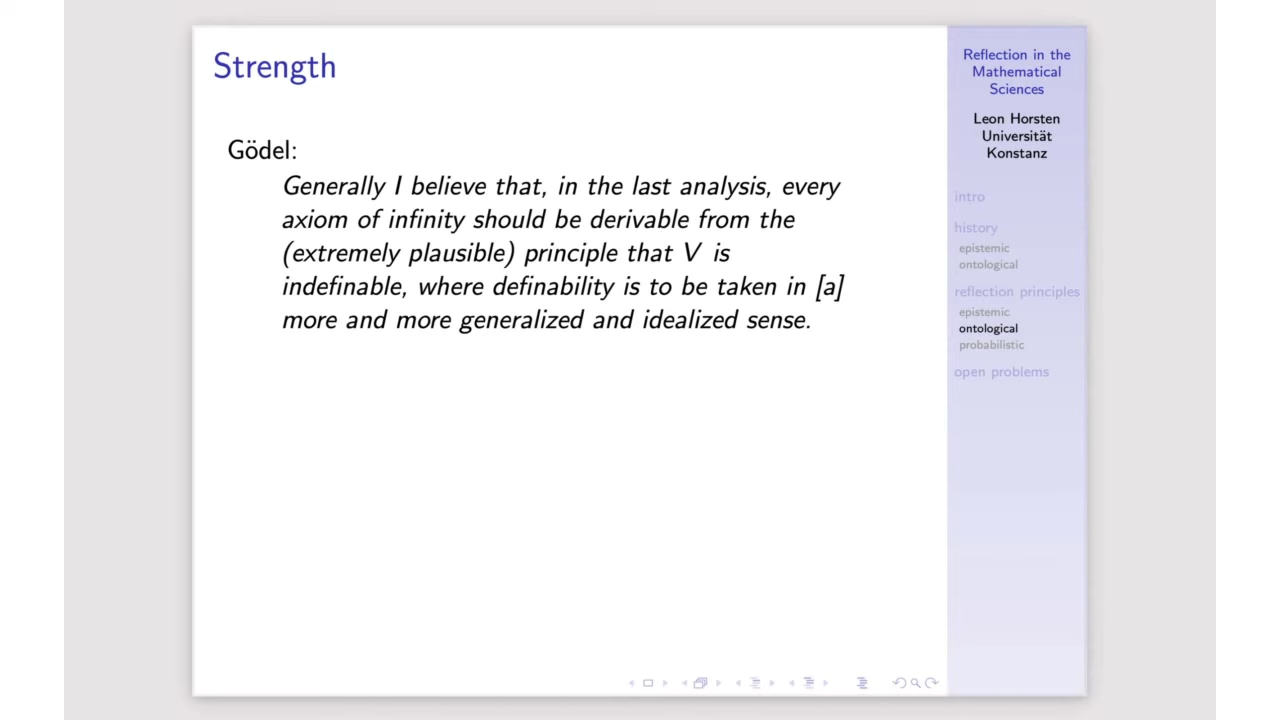 Strength
Gödel:
Generally I believe that, in the last analysis, every
axiom of infinity should be derivable from the
(extremely plausible) principle that V is
indefinable, where definability is to be taken in [a]
more and more generalized and idealized sense.
Reflection in the
Mathematical
Sciences
Leon Horsten
Universität
Konstanz
intro
history
epistemic
ontological
reflection principles
epistemic
ontological
probabilistic
open problems